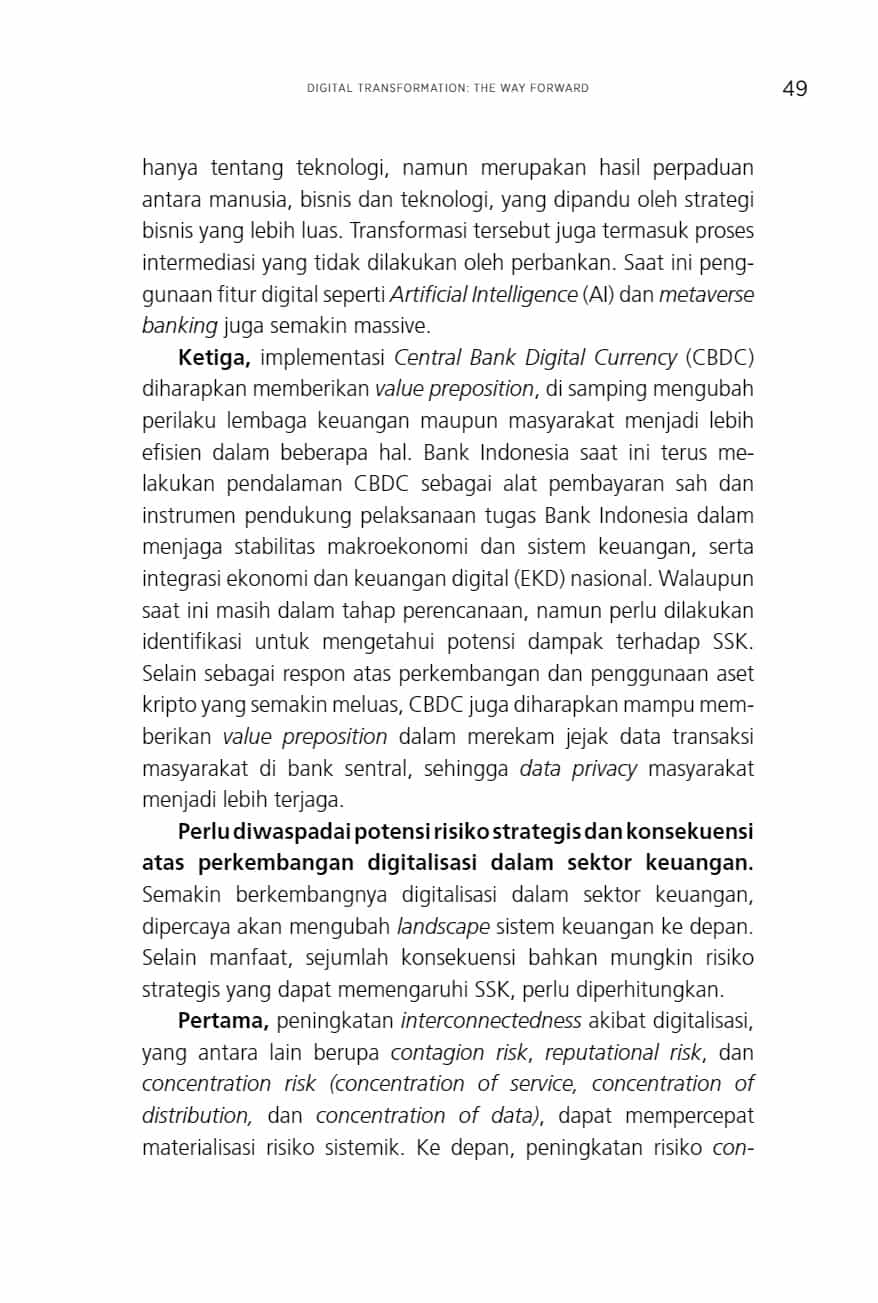 DIGITAL TRANSFORMATION: THE WAY FORWARD
49
hanya tentang teknologi, namun merupakan hasil perpaduan
antara manusia, bisnis dan teknologi, yang dipandu oleh strategi
bisnis yang lebih luas. Transformasi tersebut juga termasuk proses
intermediasi yang tidak dilakukan oleh perbankan. Saat ini peng-
gunaan fitur digital seperti Artificial Intelligence (AI) dan metaverse
banking juga semakin massive.
Ketiga, implementasi Central Bank Digital Currency (CBDC)
diharapkan memberikan value preposition, di samping mengubah
perilaku lembaga keuangan maupun masyarakat menjadi lebih
efisien dalam beberapa hal. Bank Indonesia saat ini terus me-
lakukan pendalaman CBDC sebagai alat pembayaran sah dan
instrumen pendukung pelaksanaan tugas Bank Indonesia dalam
menjaga stabilitas makroekonomi dan sistem keuangan, serta
integrasi ekonomi dan keuangan digital (EKD) nasional. Walaupun
saat ini masih dalam tahap perencanaan, namun perlu dilakukan
identifikasi untuk mengetahui potensi dampak terhadap SSK.
Selain sebagai respon atas perkembangan dan penggunaan aset
kripto yang semakin meluas, CBDC juga diharapkan mampu mem-
berikan value preposition dalam merekam jejak data transaksi
masyarakat di bank sentral, sehingga data privacy masyarakat
menjadi lebih terjaga.
Perlu diwaspadai potensi risiko strategis dan konsekuensi
atas perkembangan digitalisasi dalam sektor keuangan.
Semakin berkembangnya digitalisasi dalam sektor keuangan,
dipercaya akan mengubah landscape sistem keuangan ke depan.
Selain manfaat, sejumlah konsekuensi bahkan mungkin risiko
strategis yang dapat memengaruhi SSK, perlu diperhitungkan.
Pertama, peningkatan interconnectedness akibat digitalisasi,
yang antara lain berupa contagion risk, reputational risk, dan
concentration risk (concentration of service, concentration of
distribution, dan concentration of data), dapat mempercepat
materialisasi risiko sistemik. Ke depan, peningkatan risiko con-